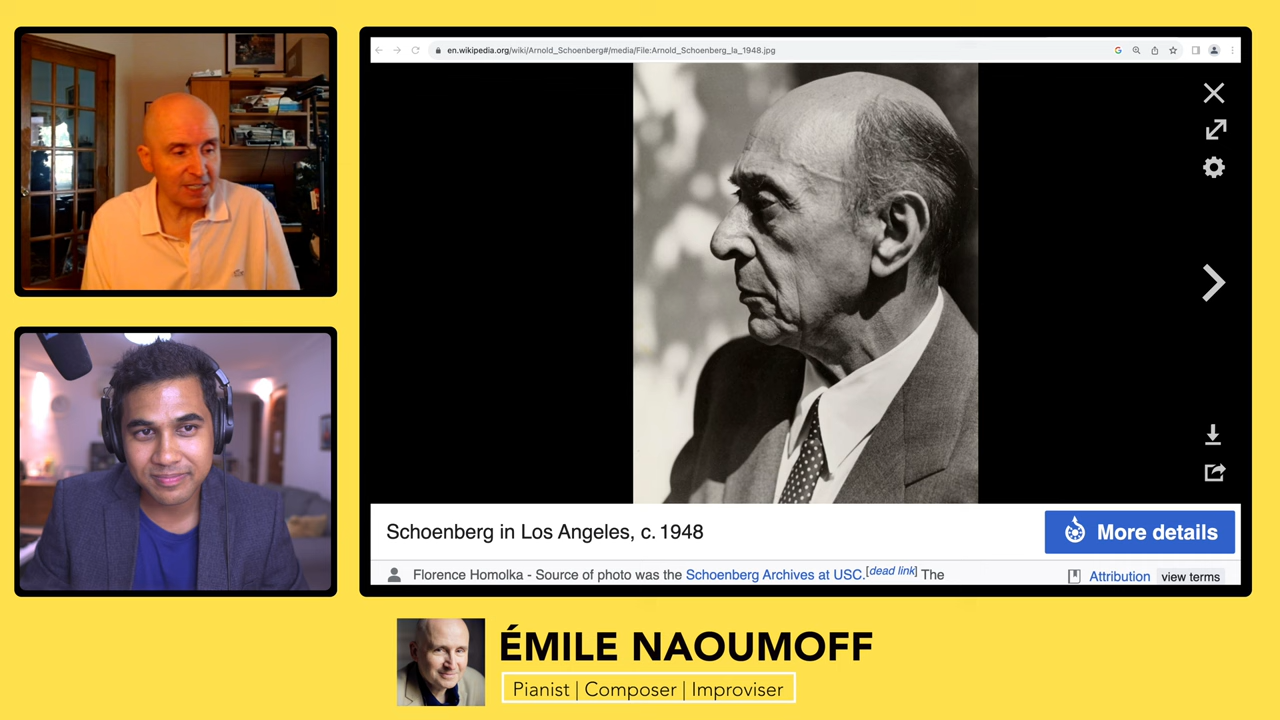 en.wikipedia.org/wiki/Arnold_Schoenberg#/media/File:Arnold_Schoenberg_la_1948.jpg
Schoenberg in Los Angeles, c. 1948
More details
Florence Homolka - Source of photo was the Schoenberg Archives at USC.[dead link] The
Attribution view terms
ÉMILE NAOUMOFF
Pianist | Composer | Improviser